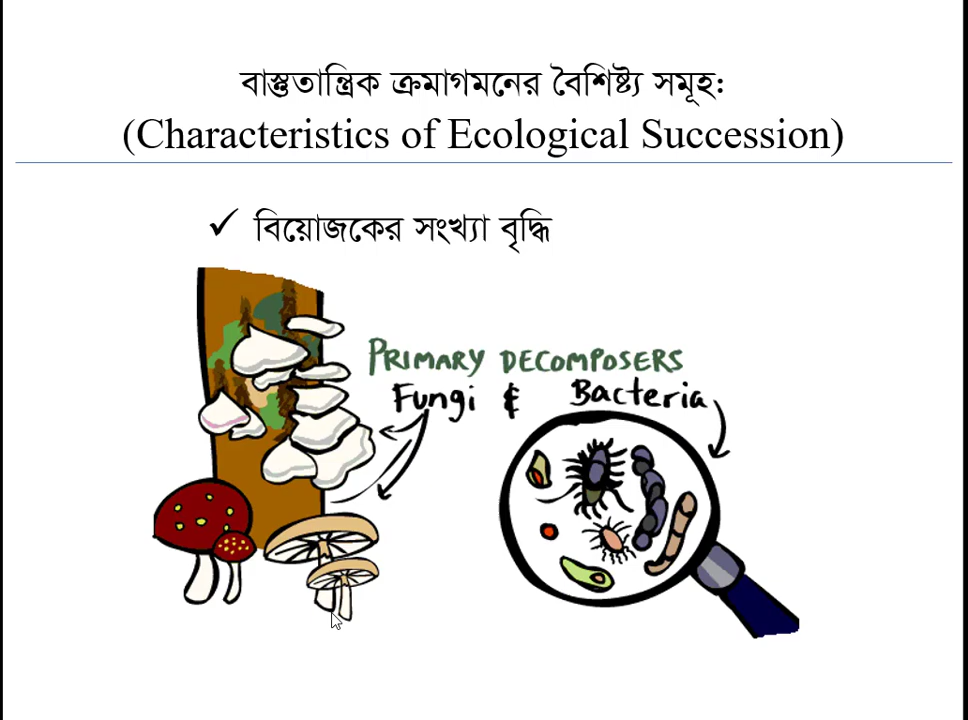 বাস্তুতান্ত্রিক ক্রমাগমনের বৈশিষ্ট্য সমূহ:
(Characteristics of Ecological Succession)
✓ বিয়োজকের সংখ্যা বৃদ্ধি
PRIMARY DECOMPOSERS
Fungi & Bacteria